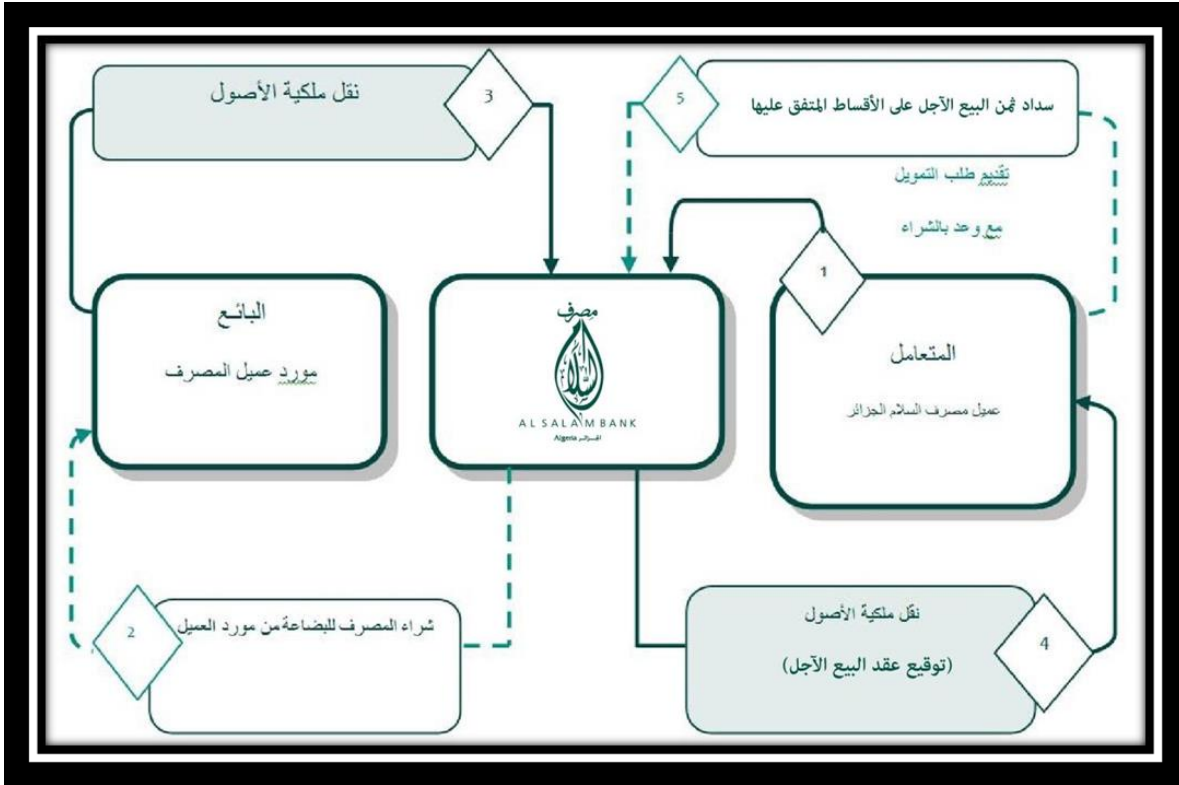 نقل ملكية الأصول
3
5
سداد ثمن البيع الآجل على الأقساط المتفق عليها
تقديم طلب التمويل
مع وعد بالشراء
1
البائع
مورد عميل المصرف
مصرف
السلام
AL SALAM BANK
Algeria الجزائر
المتعامل
عميل مصرف السلام الجزائر
2
شراء المصرف للبضاعة من مورد العميل
نقل ملكية الأصول
(توقيع عقد البيع الآجل)
4